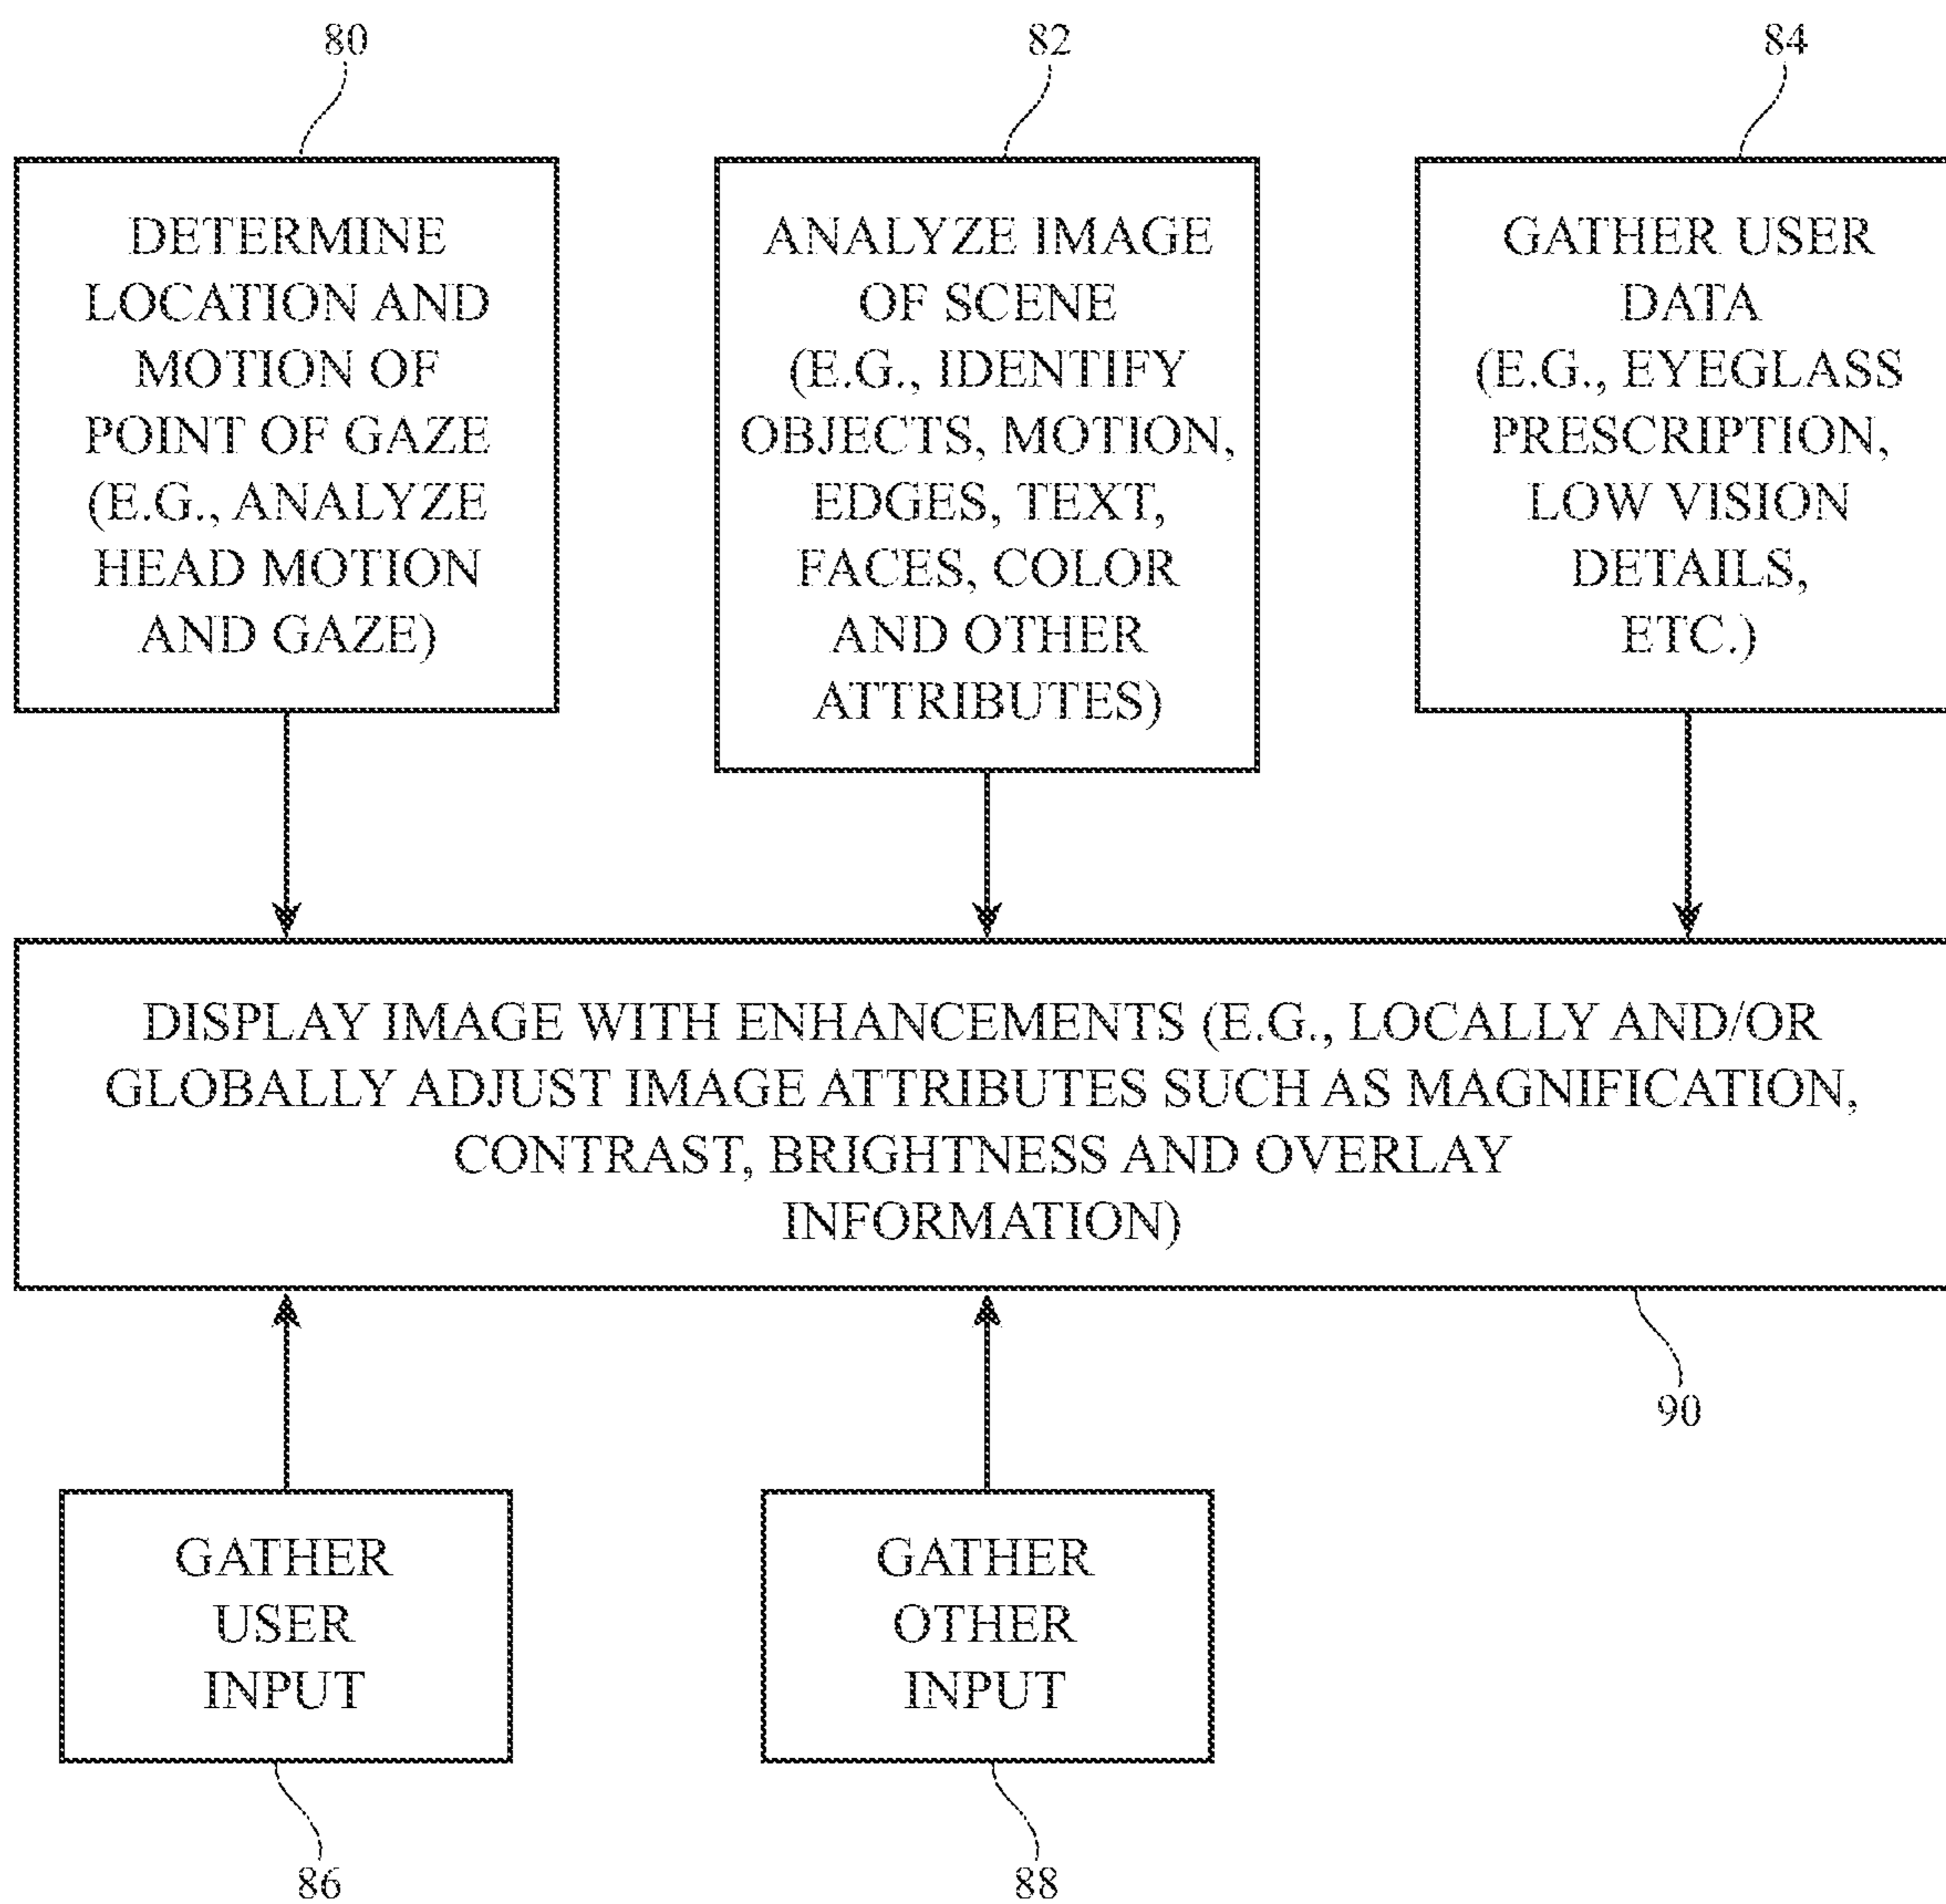 80
82
84
DETERMINE
LOCATION AND
MOTION OF
POINT OF GAZE
(E.G., ANALYZE
HEAD MOTION
AND GAZE)
ANALYZE IMAGE
OF SCENE
(E.G., IDENTIFY
OBJECTS, MOTION,
EDGES, TEXT,
FACES, COLOR
AND OTHER
ATTRIBUTES)
GATHER USER
DATA
(E.G., EYEGLASS
PRESCRIPTION,
LOW VISION
DETAILS,
ETC.)
DISPLAY IMAGE WITH ENHANCEMENTS (E.G., LOCALLY AND/OR
GLOBALLY ADJUST IMAGE ATTRIBUTES SUCH AS MAGNIFICATION,
CONTRAST, BRIGHTNESS AND OVERLAY
INFORMATION)
90
GATHER
USER
INPUT
GATHER
OTHER
INPUT
86
88